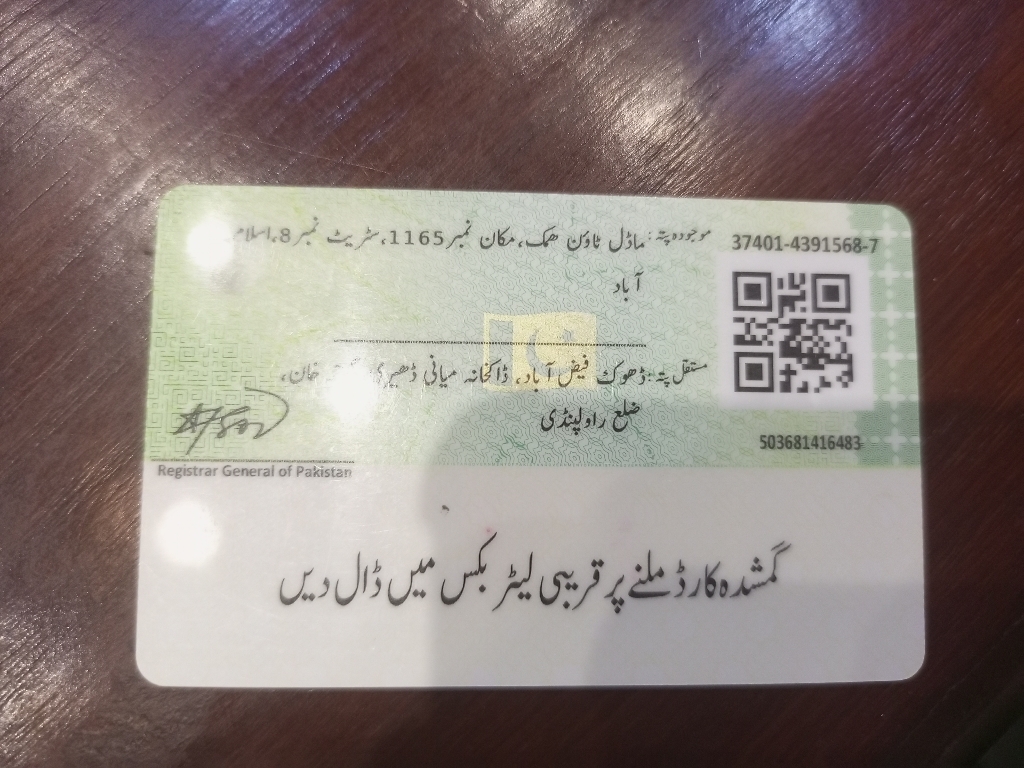 موجودہ پتہ: ماڈل ٹاؤن ھمک، مکان نمبر 1165، سٹریٹ نمبر 8، اسلام
آباد
37401-4391568-7
مستقل پتہ: ڈھوک فیض آباد، ڈاکخانہ میانی ڈھیری خان،
ضلع راولپنڈی
503681416483
Registrar General of Pakistan
گمشدہ کارڈ ملنے پر قریبی لیٹر بکس میں ڈال دیں